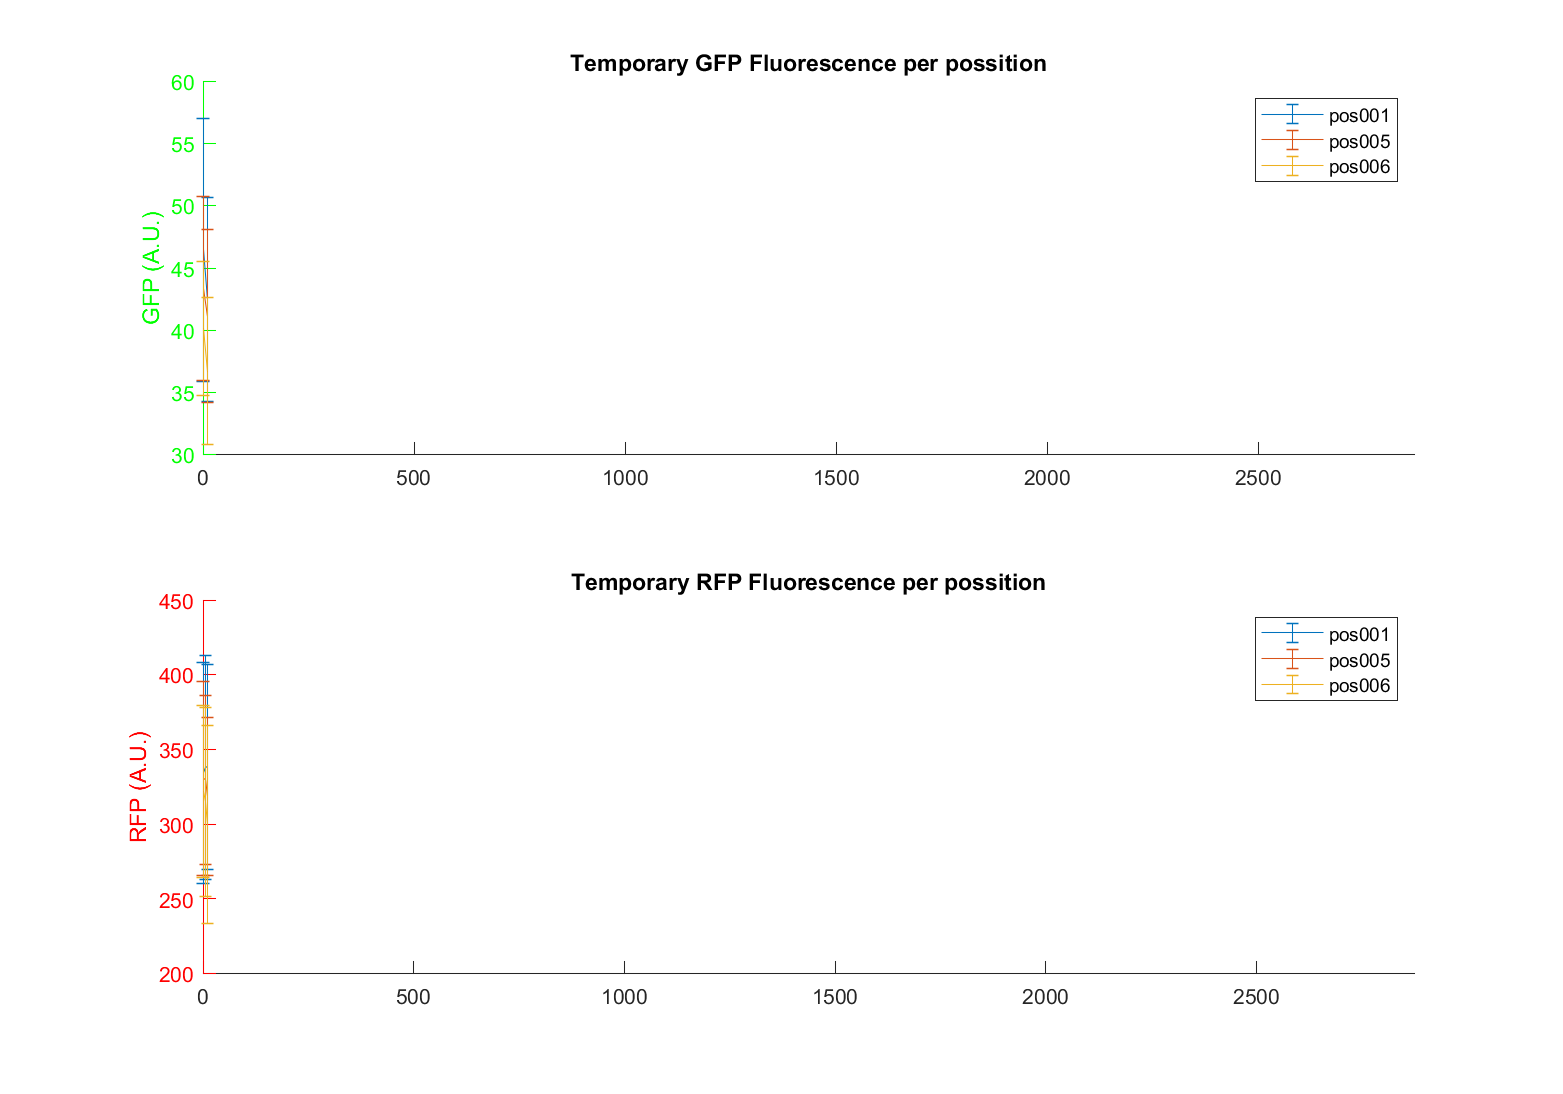 Temporary GFP Fluorescence per possition
60
55
50
45
40
35
30
GFP (A.U.)
pos001
pos005
pos006
0 500 1000 1500 2000 2500
Temporary RFP Fluorescence per possition
450
400
350
300
250
200
RFP (A.U.)
pos001
pos005
pos006
0 500 1000 1500 2000 2500